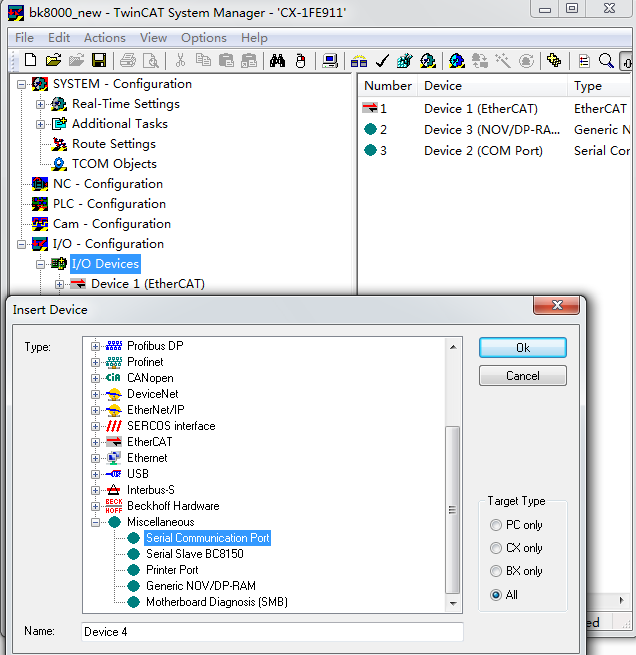 bk8000_new - TwinCAT System Manager - 'CX-1FE911'
File Edit Actions View Options Help
SYSTEM - Configuration
Real-Time Settings
Additional Tasks
Route Settings
TCOM Objects
NC - Configuration
PLC - Configuration
Cam - Configuration
I/O - Configuration
I/O Devices
Device 1 (EtherCAT)
Number Device Type
1 Device 1 (EtherCAT) EtherCAT
2 Device 3 (NOV/DP-RA... Generic N
3 Device 2 (COM Port) Serial Co
Insert Device
Type:
Profibus DP
Profinet
CiA CANopen
DeviceNet
EtherNet/IP
SERCOS interface
EtherCAT
Ethernet
USB
Interbus-S
BECK HOFF Beckhoff Hardware
Miscellaneous
Serial Communication Port
Serial Slave BC8150
Printer Port
Generic NOV/DP-RAM
Motherboard Diagnosis (SMB)
Ok
Cancel
Target Type
PC only
CX only
BX only
All
Name: Device 4
ed